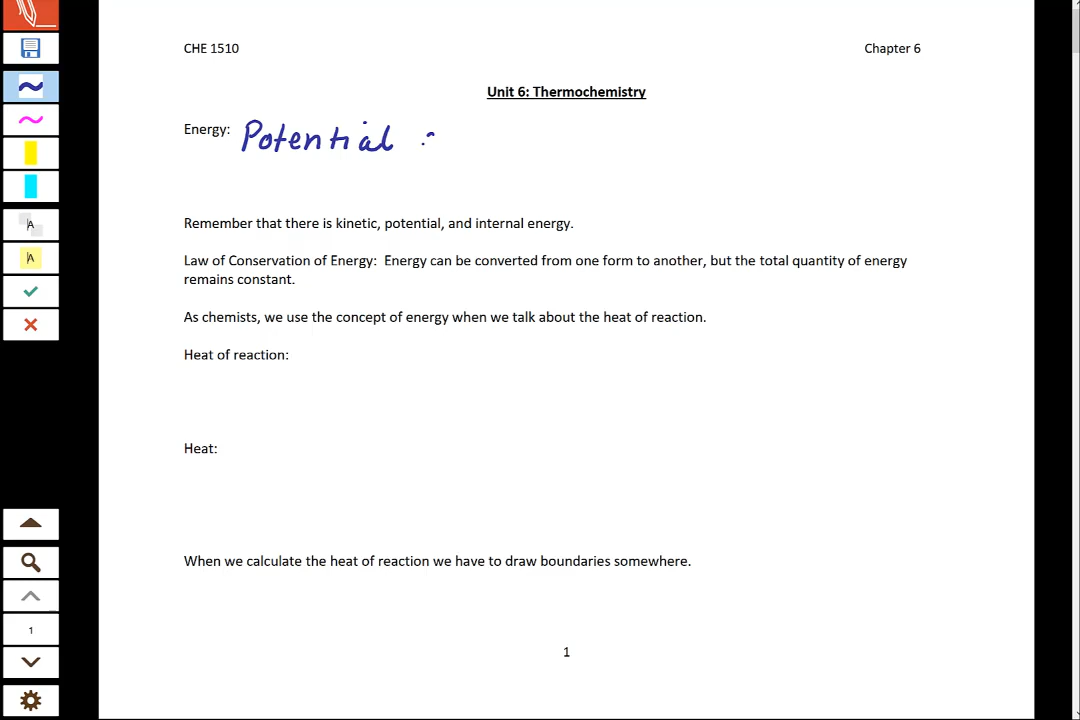 CHE 1510 Chapter 6
Unit 6: Thermochemistry
Energy: Potential :
Remember that there is kinetic, potential, and internal energy.
Law of Conservation of Energy: Energy can be converted from one form to another, but the total quantity of energy
remains constant.
As chemists, we use the concept of energy when we talk about the heat of reaction.
Heat of reaction:
Heat:
When we calculate the heat of reaction we have to draw boundaries somewhere.
1
A
A
1